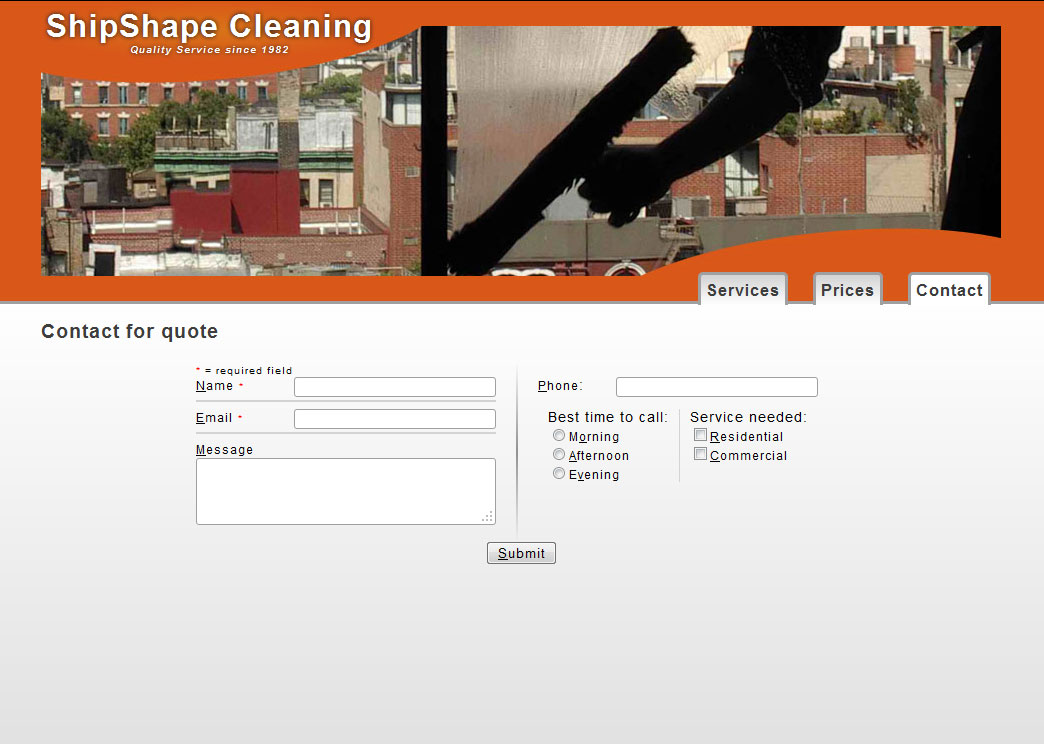 ShipShape Cleaning
Quality Service since 1982
Services
Prices
Contact
Contact for quote
* = required field
Name *
Email *
Message
Phone:
Best time to call:
Morning
Afternoon
Evening
Service needed:
Residential
Commercial
Submit